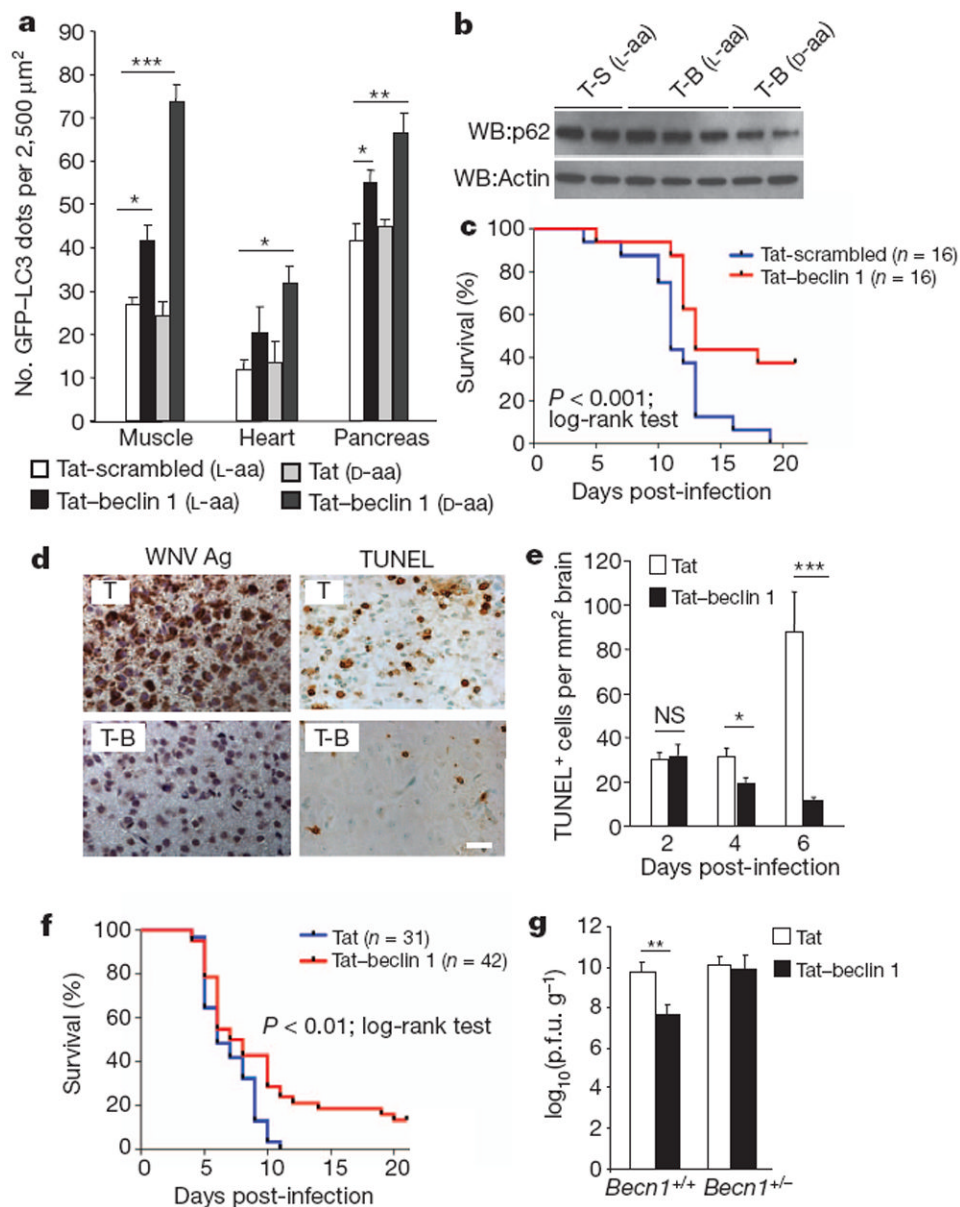 a
No. GFP–LC3 dots per 2,500 μm²
90
80
70
60
50
40
30
20
10
0
***
*
*
**
*
Muscle
Heart
Pancreas
Tat-scrambled (L-aa)
Tat (D-aa)
Tat–beclin 1 (L-aa)
Tat–beclin 1 (D-aa)
b
T-S (L-aa)
T-B (L-aa)
T-B (D-aa)
WB:p62
WB:Actin
c
Survival (%)
100
80
60
40
20
0
Tat-scrambled (n = 16)
Tat–beclin 1 (n = 16)
P < 0.001;
log-rank test
0 5 10 15 20
Days post-infection
d
WNV Ag
TUNEL
T
T
T-B
T-B
e
TUNEL⁺ cells per mm² brain
120
100
80
60
40
20
0
Tat
Tat–beclin 1
NS
*
***
2 4 6
Days post-infection
f
Survival (%)
100
80
60
40
20
0
Tat (n = 31)
Tat–beclin 1 (n = 42)
P < 0.01; log-rank test
0 5 10 15 20
Days post-infection
g
log₁₀(p.f.u. g⁻¹)
12
10
8
6
4
2
0
**
Tat
Tat–beclin 1
Becn1⁺/⁺ Becn1⁺/⁻